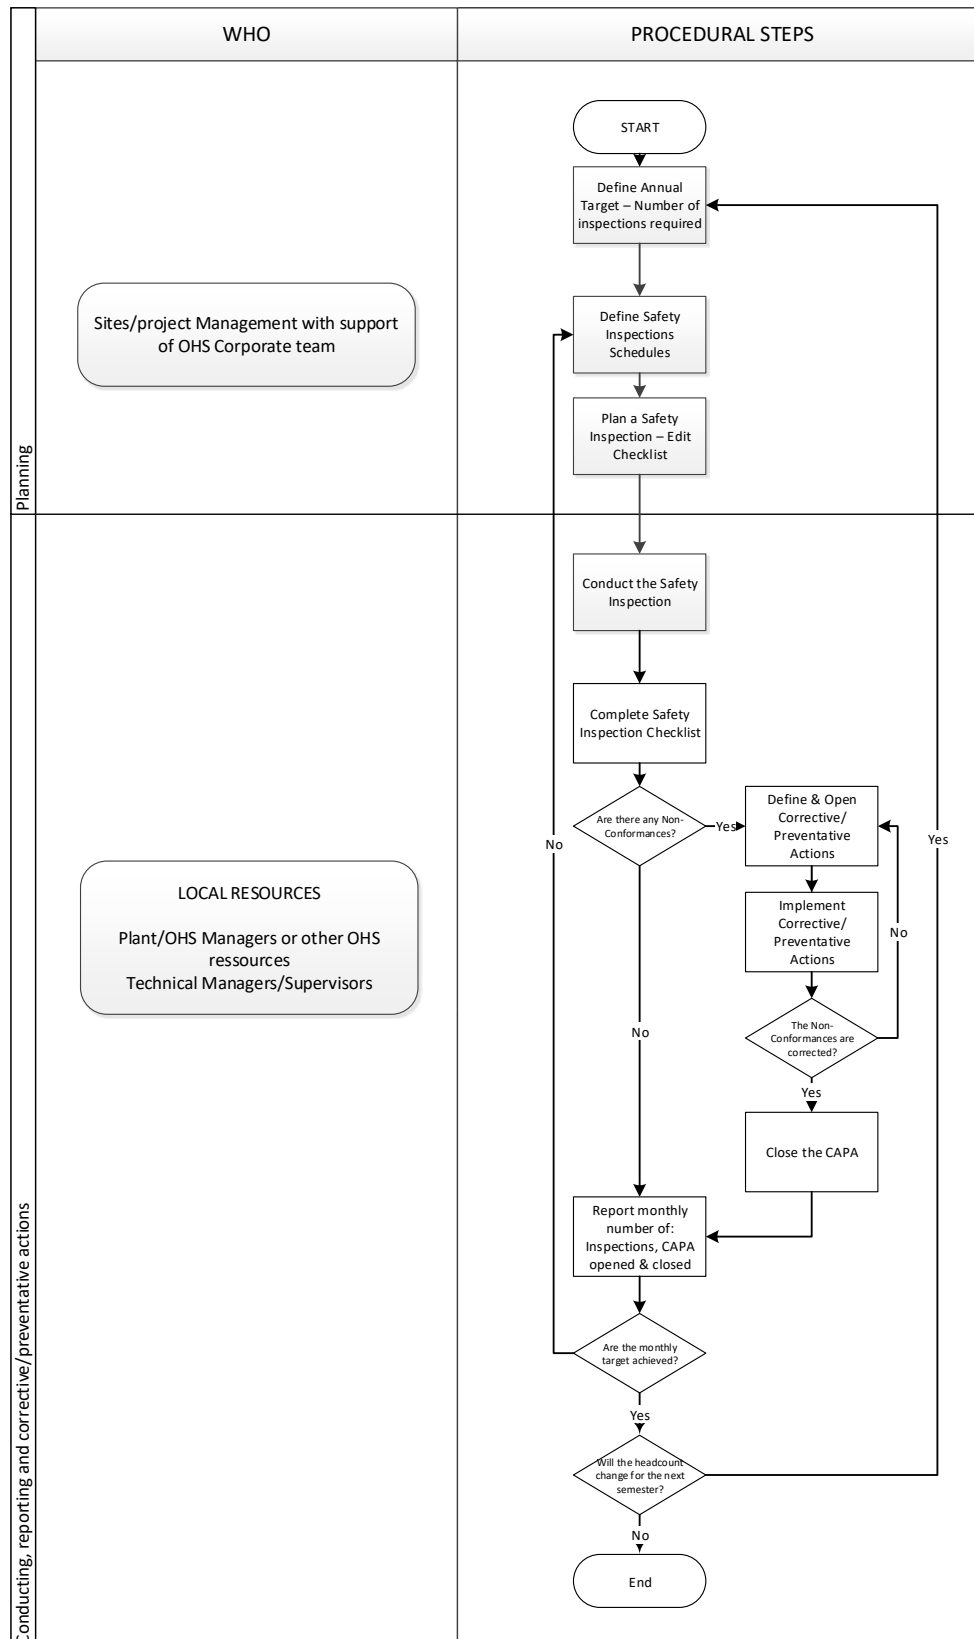 WHO
PROCEDURAL STEPS
START
Define Annual
Target – Number of
inspections required
Sites/project Management with support
of OHS Corporate team
Define Safety
Inspections
Schedules
Plan a Safety
Inspection – Edit
Checklist
Planning
Conduct the Safety
Inspection
Complete Safety
Inspection Checklist
Are there any Non-
Conformances?
Yes
Define & Open
Corrective/
Preventative
Actions
No
Yes
LOCAL RESOURCES
Plant/OHS Managers or other OHS
ressources
Technical Managers/Supervisors
Implement
Corrective/
Preventative
Actions
No
No
The Non-
Conformances are
corrected?
Yes
Close the CAPA
Report monthly
number of:
Inspections, CAPA
opened & closed
Are the monthly
target achieved?
Yes
Will the headcount
change for the next
semester?
No
End
Conducting, reporting and corrective/preventative actions